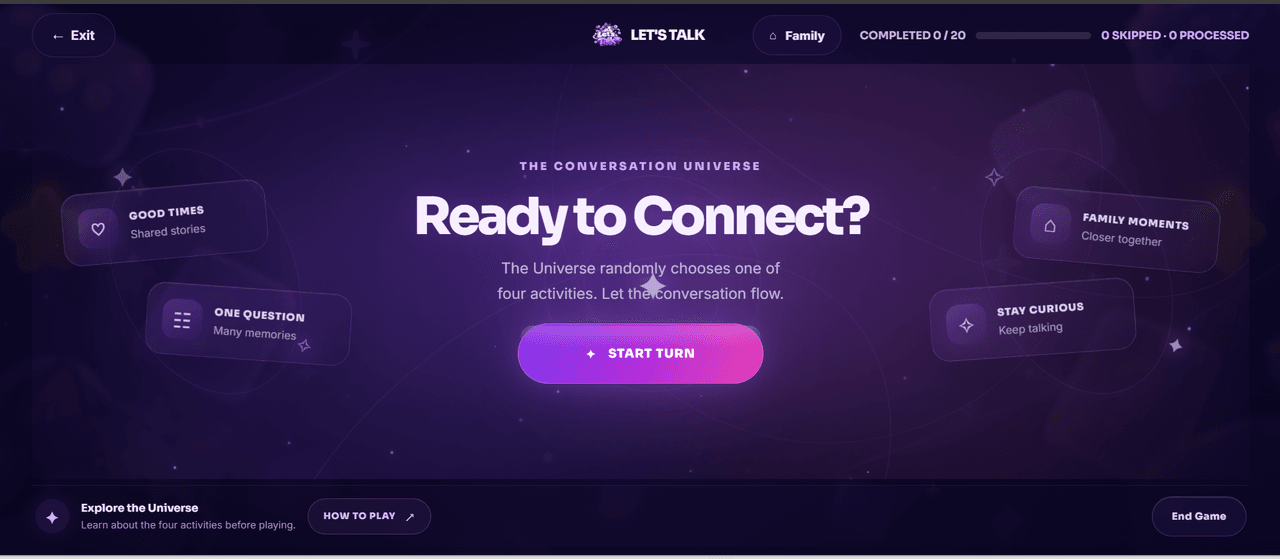 ← Exit
LET'S TALK
Family
COMPLETED 0 / 20
0 SKIPPED · 0 PROCESSED
THE CONVERSATION UNIVERSE
Ready to Connect?
The Universe randomly chooses one of
four activities. Let the conversation flow.
START TURN
GOOD TIMES
Shared stories
ONE QUESTION
Many memories
FAMILY MOMENTS
Closer together
STAY CURIOUS
Keep talking
Explore the Universe
Learn about the four activities before playing.
HOW TO PLAY ↗
End Game